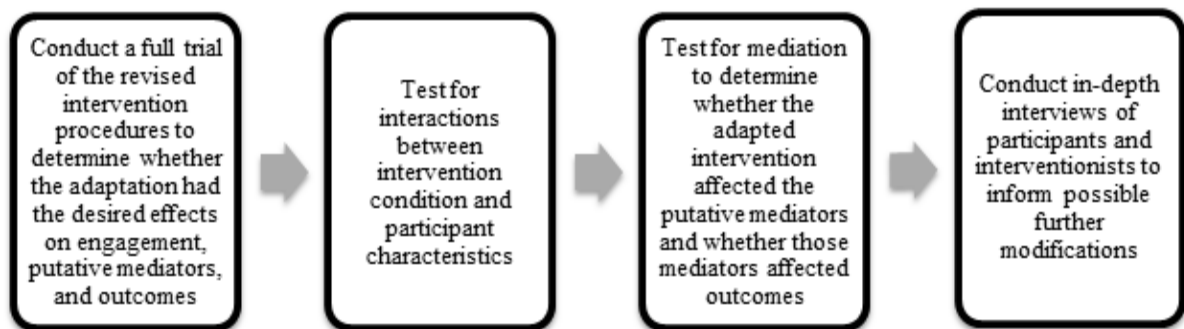 Conduct a full trial
of the revised
intervention
procedures to
determine whether
the adaptation had
the desired effects
on engagement,
putative mediators,
and outcomes
Test for
interactions
between
intervention
condition and
participant
characteristics
Test for mediation
to determine
whether the
adapted
intervention
affected the
putative mediators
and whether those
mediators affected
outcomes
Conduct in-depth
interviews of
participants and
interventionists to
inform possible
further
modifications